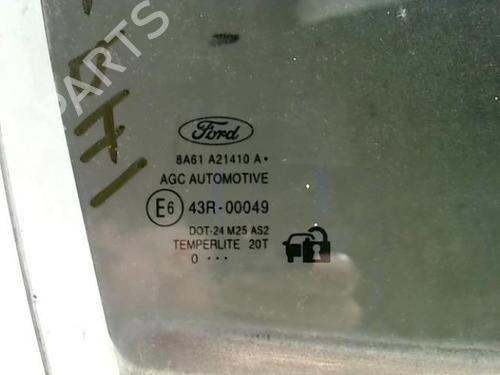 PARTS
Ford
8A61 A21410 A•
AGC AUTOMOTIVE
E6 43R-00049
DOT-24 M25 AS2
TEMPERLITE 20T
0 •••